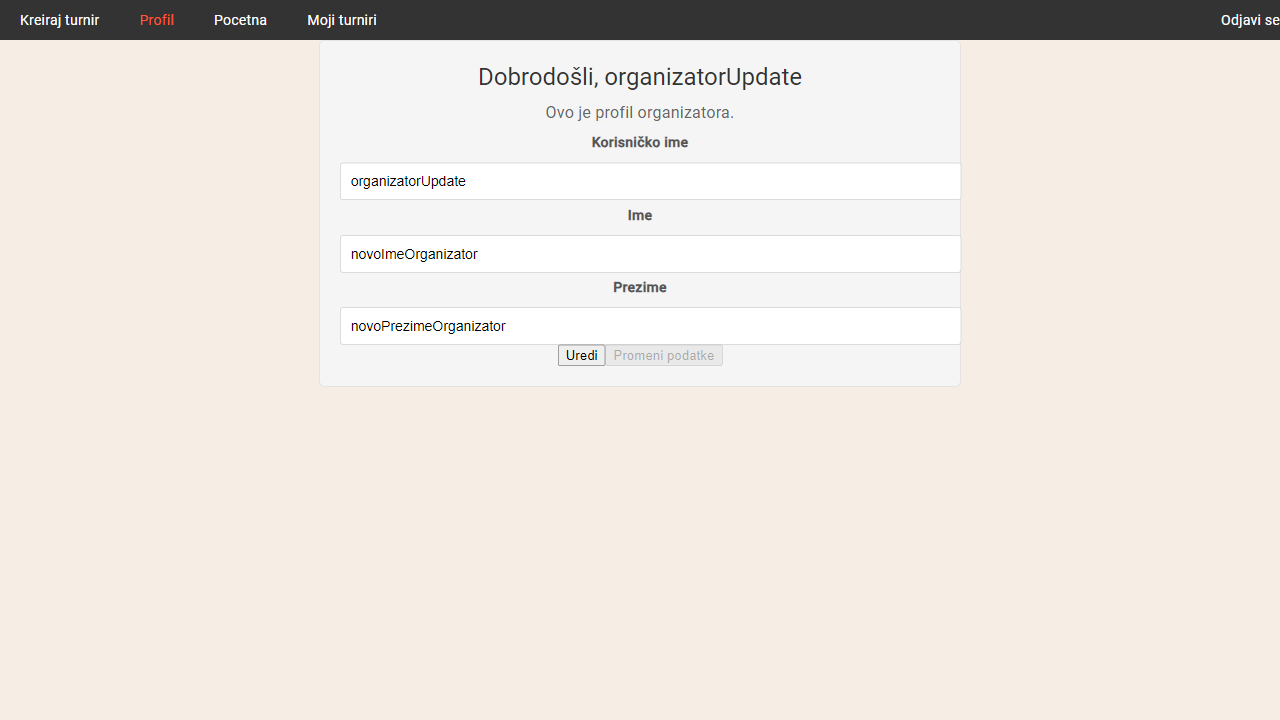 Kreiraj turnir Profil Pocetna Moji turniri Odjavi se
Dobrodošli, organizatorUpdate
Ovo je profil organizatora.
Korisničko ime
organizatorUpdate
Ime
novoImeOrganizator
Prezime
novoPrezimeOrganizator
Uredi Promeni podatke